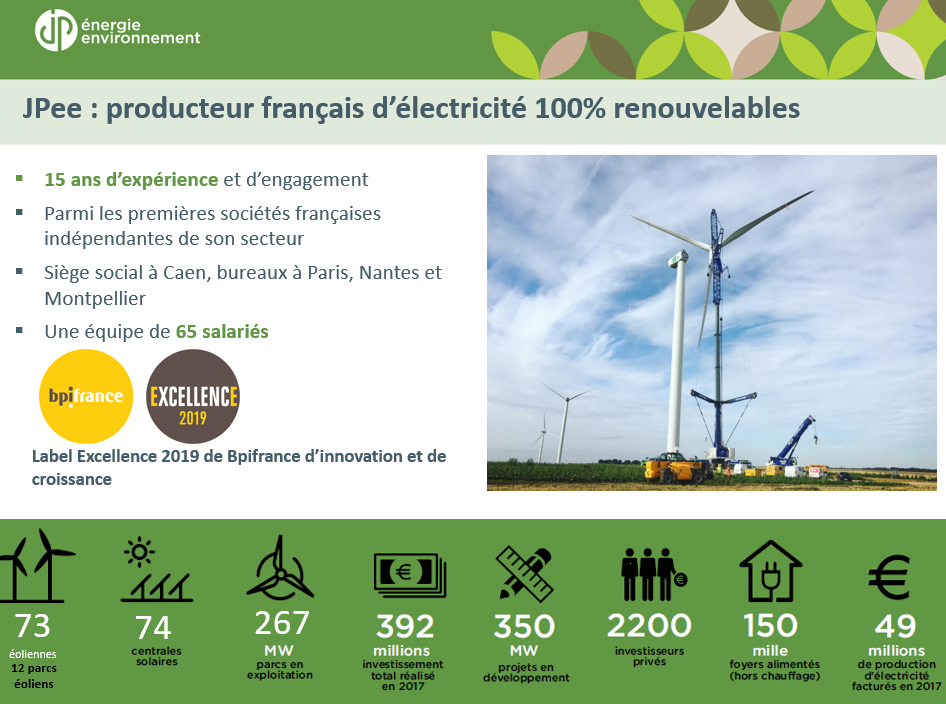 JP énergie
environnement
JPee : producteur français d’électricité 100% renouvelables
15 ans d’expérience et d’engagement
Parmi les premières sociétés françaises
indépendantes de son secteur
Siège social à Caen, bureaux à Paris, Nantes et
Montpellier
Une équipe de 65 salariés
bpifrance
EXCELLENCE
2019
Label Excellence 2019 de Bpifrance d’innovation et de
croissance
73
éoliennes
12 parcs
éoliens
74
centrales
solaires
267
MW
parcs en
exploitation
€
392
millions
investissement
total réalisé
en 2017
350
MW
projets en
développement
€
2200
investisseurs
privés
150
mille
foyers alimentés
(hors chauffage)
€
49
millions
de production
d’électricité
facturés en 2017